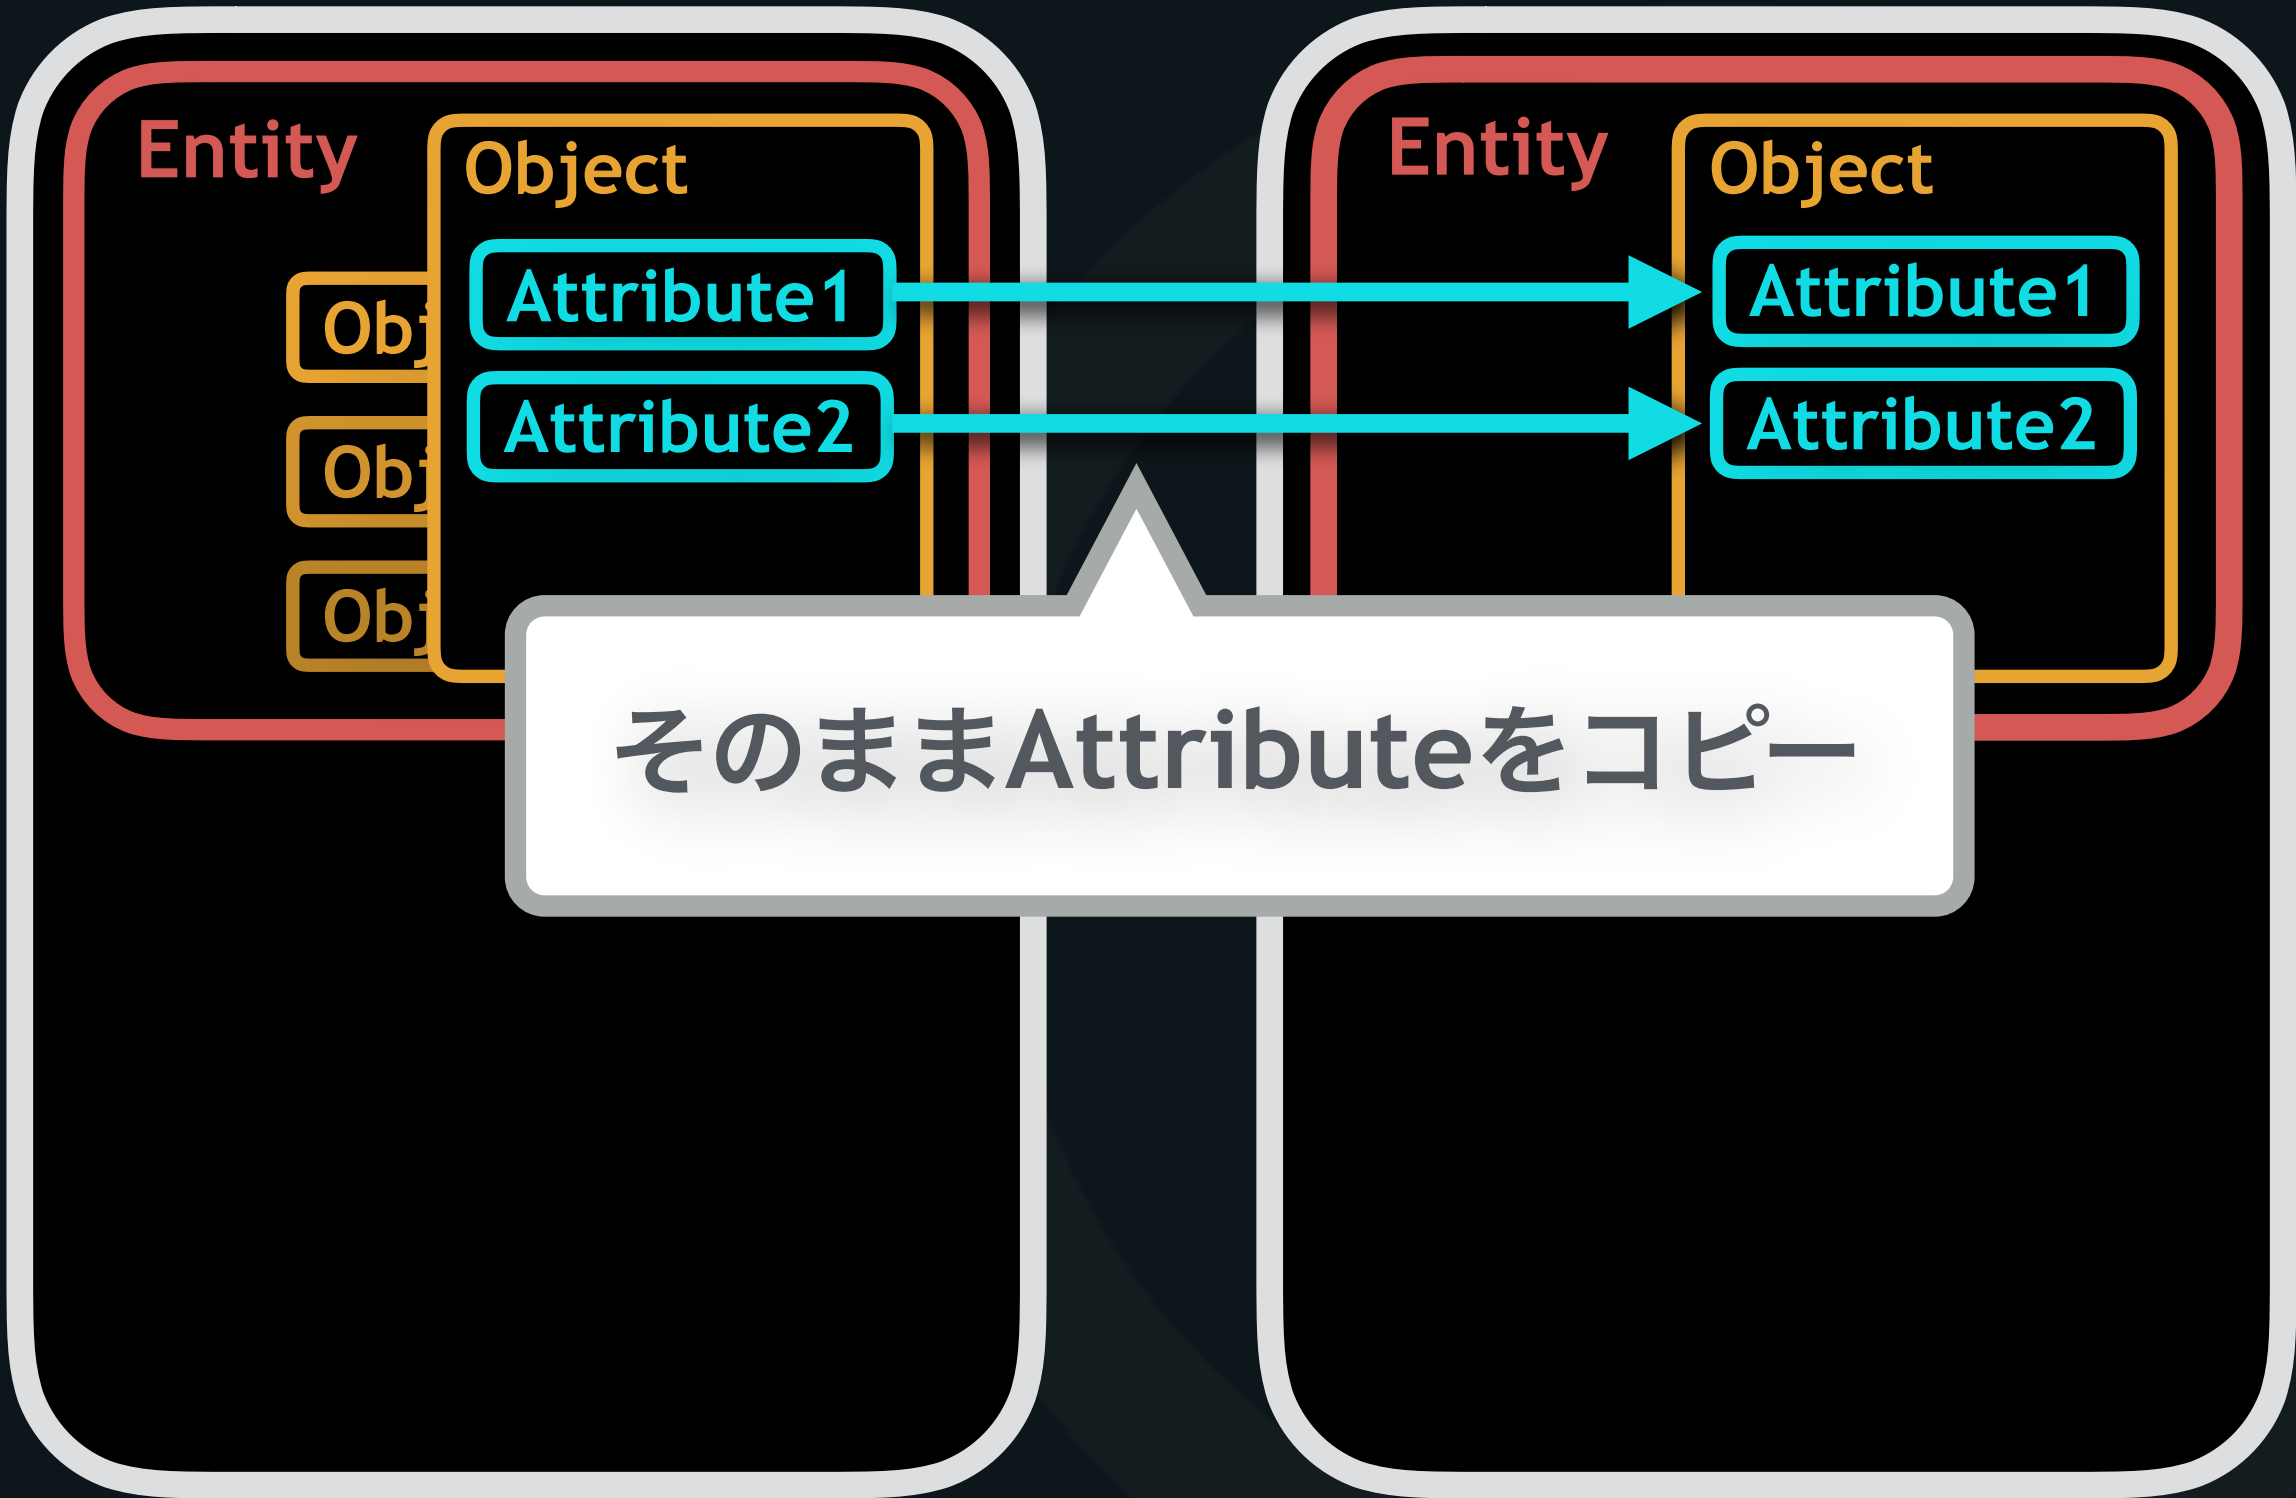 Entity
Object
Attribute1
Attribute2
Obj
Obj
Obj
Entity
Object
Attribute1
Attribute2
そのままAttributeをコピー